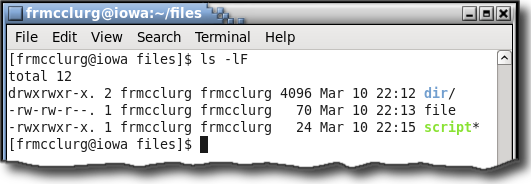 frmcclurg@iowa:~/files
File Edit View Search Terminal Help
[frmcclurg@iowa files]$ ls -lF
total 12
drwxrwxr-x. 2 frmcclurg frmcclurg 4096 Mar 10 22:12 dir/
-rw-rw-r--. 1 frmcclurg frmcclurg   70 Mar 10 22:13 file
-rwxrwxr-x. 1 frmcclurg frmcclurg   24 Mar 10 22:15 script*
[frmcclurg@iowa files]$